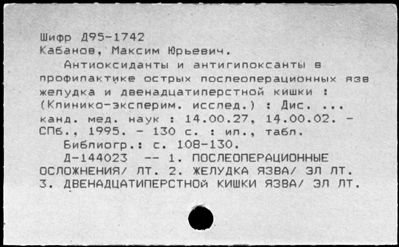 Шифр Д95-1742
Кабанов, Максим Юрьевич.
Антиоксиданты и антигипоксанты в
профилактике острых послеоперационных язв
желудка и двенадцатиперстной кишки :
(Клинико-эксперим. исслед.) : Дис. ...
канд. мед. наук : 14.00.27, 14.00.02. -
СПб., 1995. - 130 с. : ил., табл.
Библиогр.: с. 108-130.
Д-144023 -- 1. ПОСЛЕОПЕРАЦИОННЫЕ
ОСЛОЖНЕНИЯ/ ЛТ. 2. ЖЕЛУДКА ЯЗВА/ ЭЛ ЛТ.
3. ДВЕНАДЦАТИПЕРСТНОЙ КИШКИ ЯЗВА/ ЭЛ ЛТ.